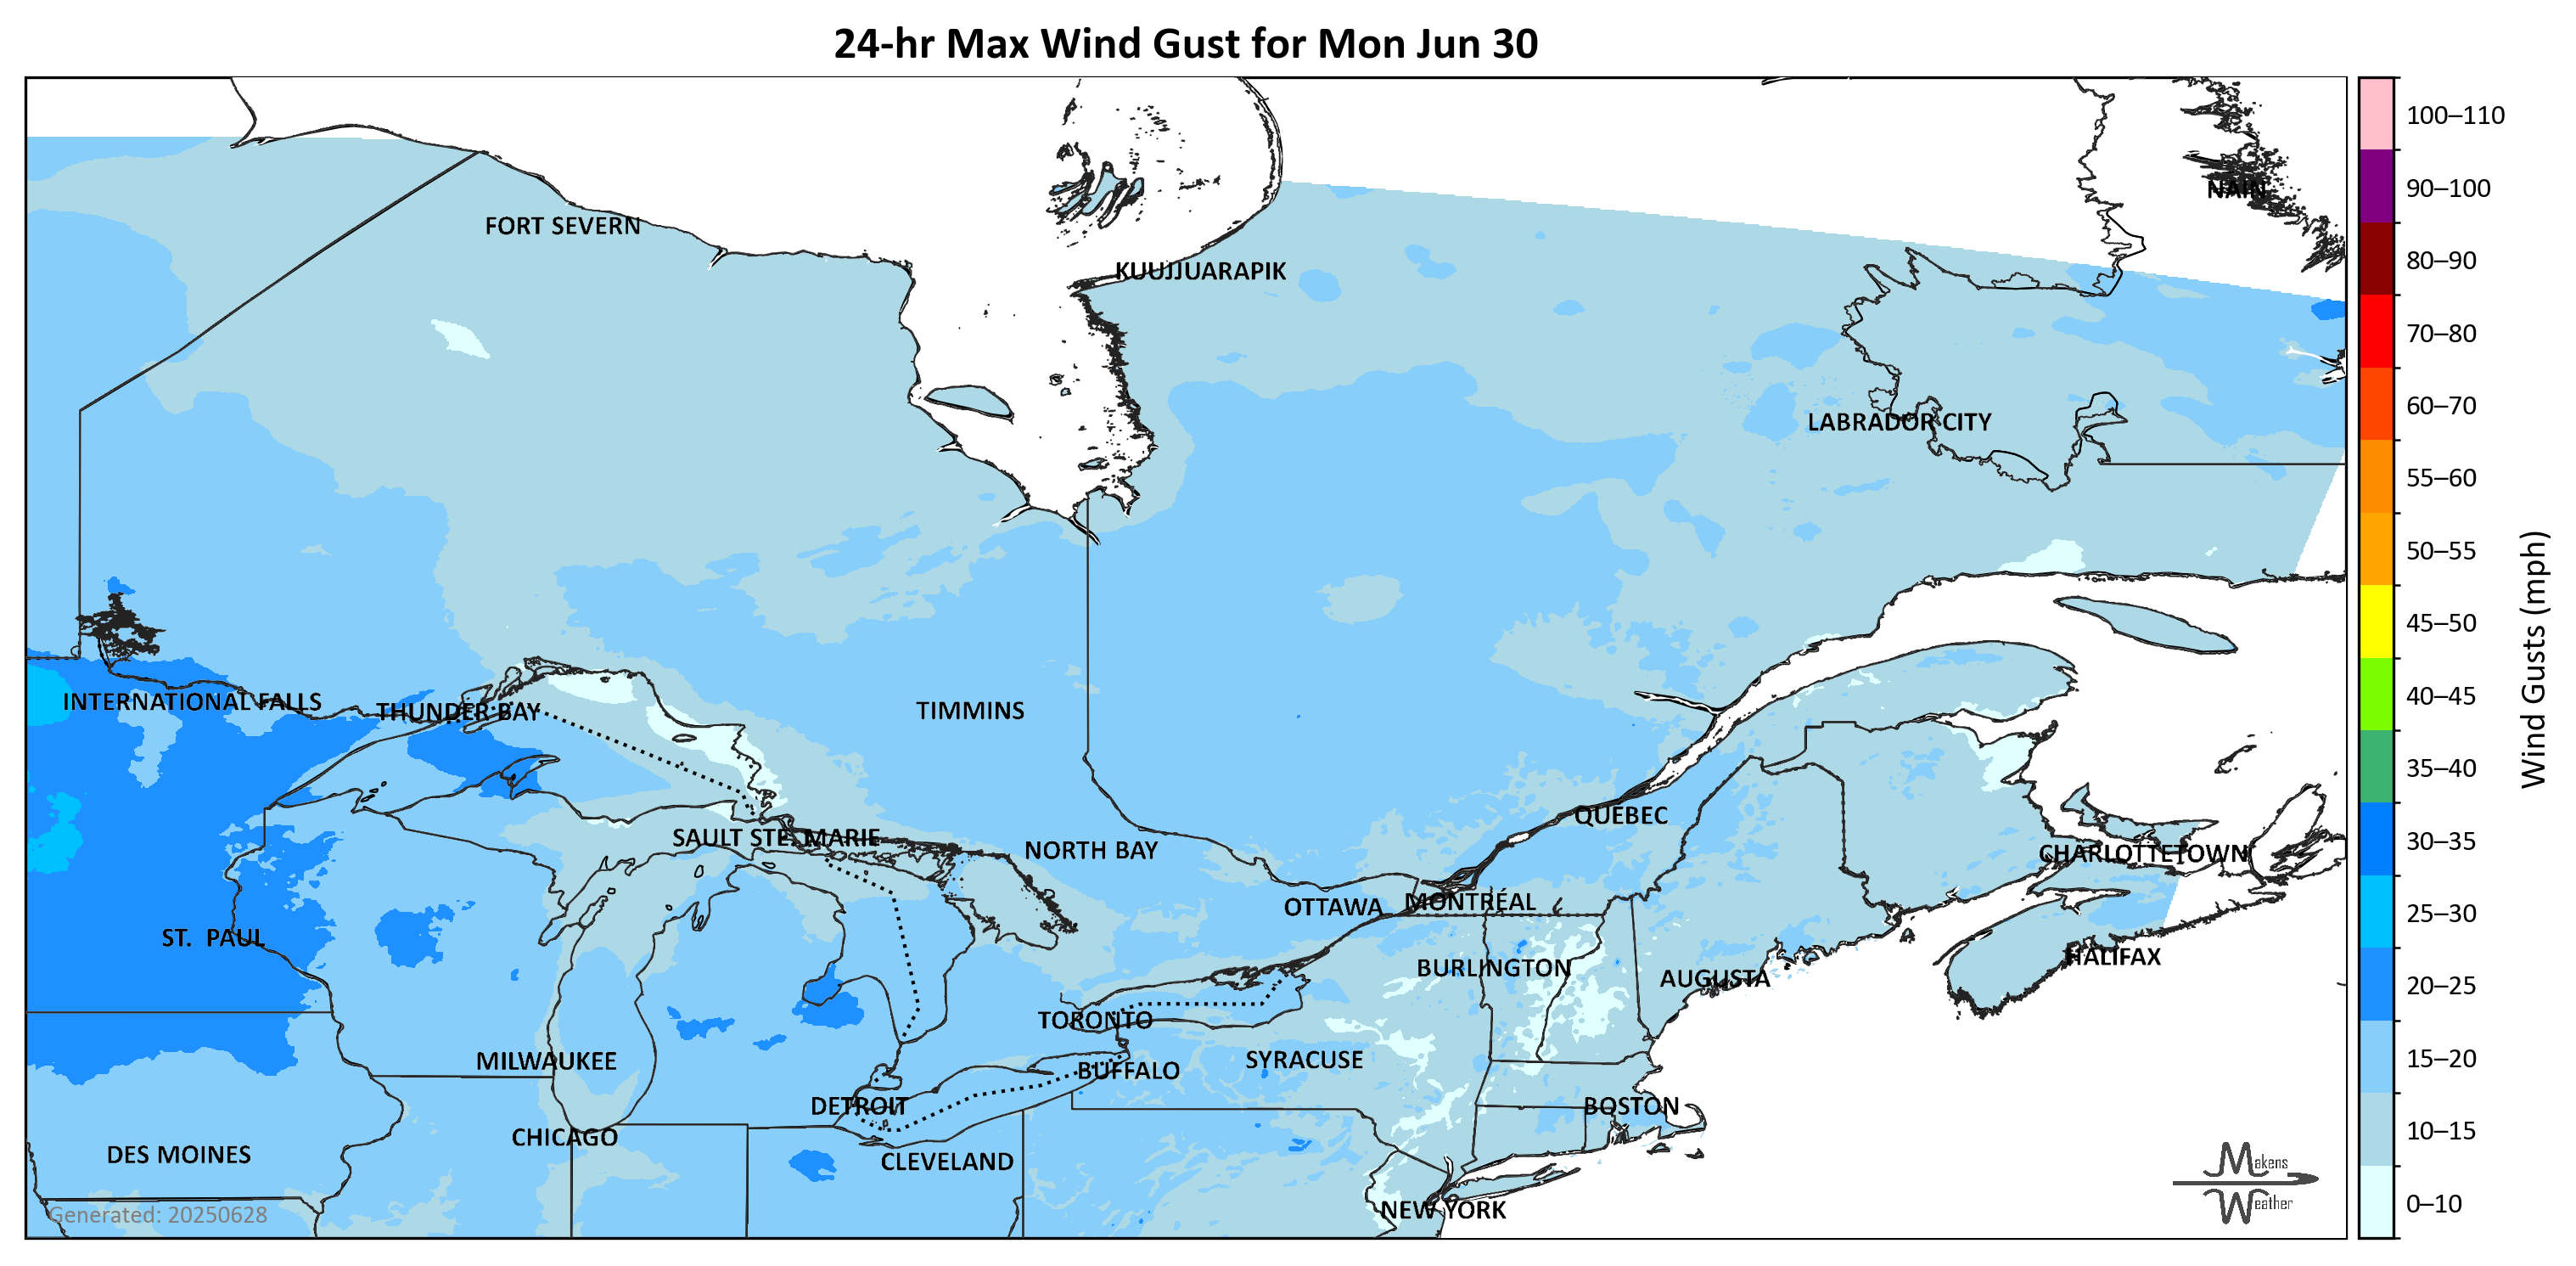 24-hr Max Wind Gust for Mon Jun 30
100–110
90–100
NAIN
FORT SEVERN
80–90
KUUJJUARAPIK
70–80
60–70
LABRADOR CITY
55–60
50–55
45–50
40–45
INTERNATIONAL FALLS
THUNDER BAY
TIMMINS
35–40
Wind Gusts (mph)
QUEBEC
SAULT STE. MARIE
30–35
NORTH BAY
CHARLOTTETOWN
OTTAWA
MONTRÉAL
25–30
ST. PAUL
HALIFAX
BURLINGTON
AUGUSTA
20–25
TORONTO
MILWAUKEE
SYRACUSE
15–20
BUFFALO
DETROIT
BOSTON
10–15
CHICAGO
DES MOINES
CLEVELAND
Makens
Weather
0–10
NEW YORK
Generated: 20250628